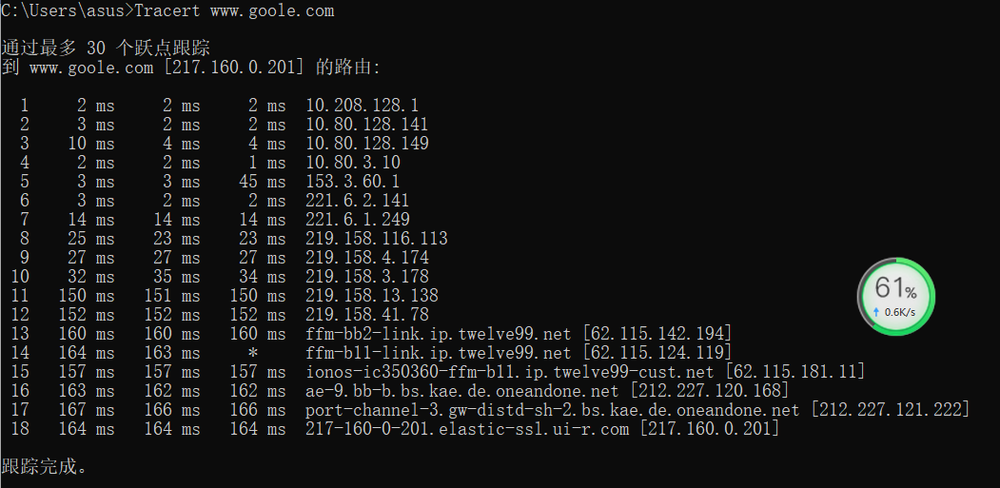 C:\Users\asus>Tracert www.goole.com
通过最多 30 个跃点跟踪
到 www.goole.com [217.160.0.201] 的路由:
1 2 ms 2 ms 2 ms 10.208.128.1
2 3 ms 2 ms 2 ms 10.80.128.141
3 10 ms 4 ms 4 ms 10.80.128.149
4 2 ms 2 ms 1 ms 10.80.3.10
5 3 ms 3 ms 45 ms 153.3.60.1
6 3 ms 2 ms 2 ms 221.6.2.141
7 14 ms 14 ms 14 ms 221.6.1.249
8 25 ms 23 ms 23 ms 219.158.116.113
9 27 ms 27 ms 27 ms 219.158.4.174
10 32 ms 35 ms 34 ms 219.158.3.178
11 150 ms 151 ms 150 ms 219.158.13.138
12 152 ms 152 ms 152 ms 219.158.41.78
13 160 ms 160 ms 160 ms ffm-bb2-link.ip.twelve99.net [62.115.142.194]
14 164 ms 163 ms * ffm-b11-link.ip.twelve99.net [62.115.124.119]
15 157 ms 157 ms 157 ms ionos-ic350360-ffm-b11.ip.twelve99-cust.net [62.115.181.11]
16 163 ms 162 ms 162 ms ae-9.bb-b.bs.kae.de.oneandone.net [212.227.120.168]
17 167 ms 166 ms 166 ms port-channel-3.gw-distd-sh-2.bs.kae.de.oneandone.net [212.227.121.222]
18 164 ms 164 ms 164 ms 217-160-0-201.elastic-ssl.ui-r.com [217.160.0.201]
跟踪完成。
61%
↑ 0.6K/s